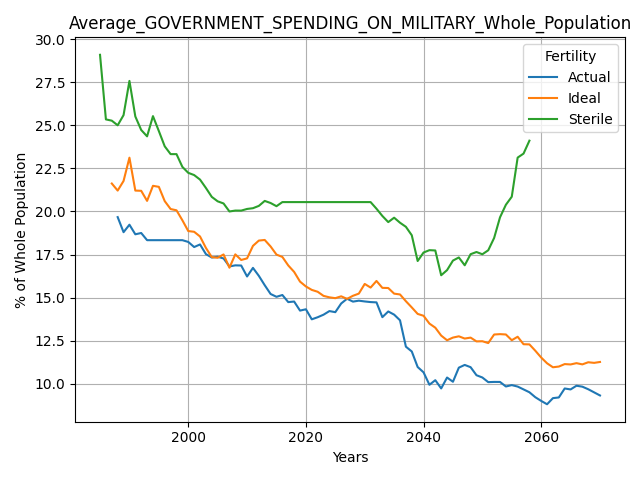 Average_GOVERNMENT_SPENDING_ON_MILITARY_Whole_Population
% of Whole Population
30.0
27.5
25.0
22.5
20.0
17.5
15.0
12.5
10.0
Fertility
Actual
Ideal
Sterile
2000
2020
2040
2060
Years